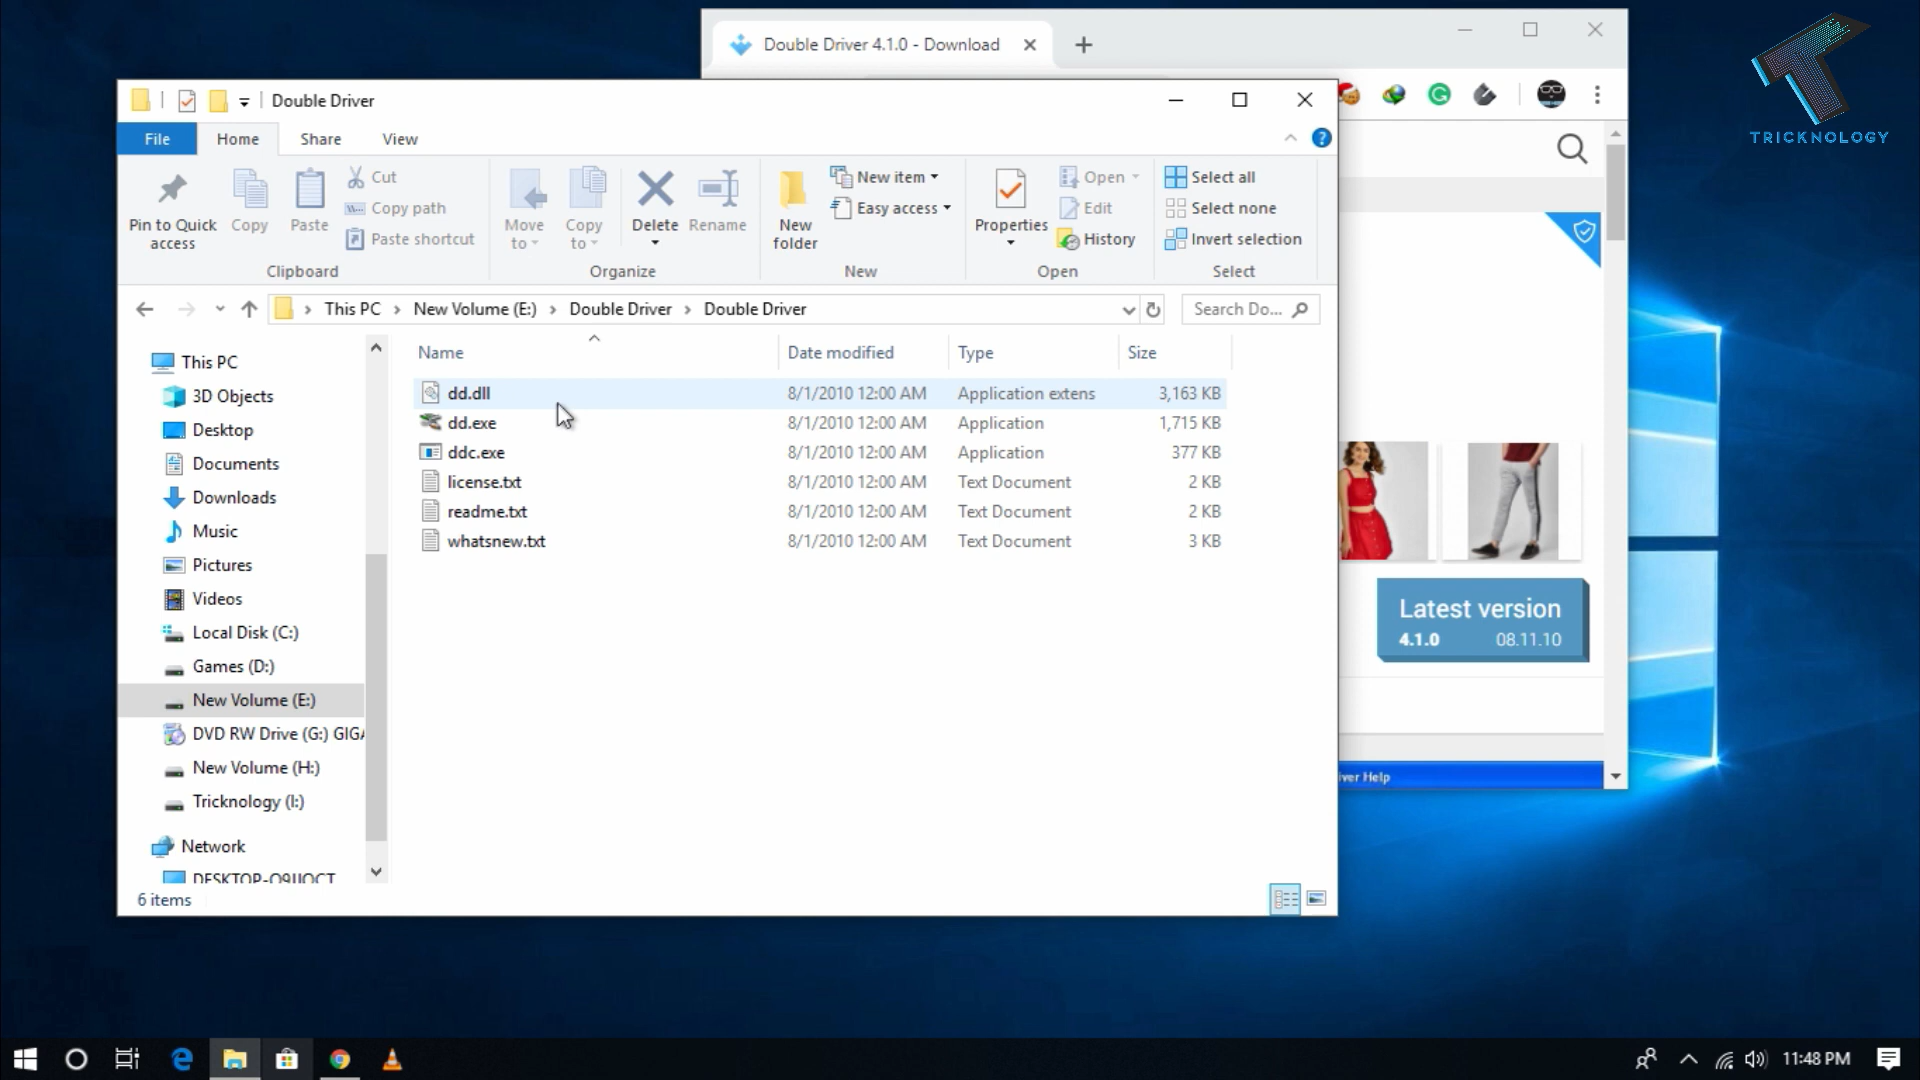 Double Driver 4.1.0 - Download
TRICKNOLOGY
Double Driver
File Home Share View
Pin to Quick access
Copy
Paste
Cut
Copy path
Paste shortcut
Clipboard
Move to
Copy to
Delete
Rename
Organize
New folder
New item
Easy access
New
Properties
Open
Edit
History
Open
Select all
Select none
Invert selection
Select
This PC > New Volume (E:) > Double Driver > Double Driver
Search Do...
This PC
3D Objects
Desktop
Documents
Downloads
Music
Pictures
Videos
Local Disk (C:)
Games (D:)
New Volume (E:)
DVD RW Drive (G:) GIGA
New Volume (H:)
Tricknology (I:)
Network
Name Date modified Type Size
dd.dll 8/1/2010 12:00 AM Application extens 3,163 KB
dd.exe 8/1/2010 12:00 AM Application 1,715 KB
ddc.exe 8/1/2010 12:00 AM Application 377 KB
license.txt 8/1/2010 12:00 AM Text Document 2 KB
readme.txt 8/1/2010 12:00 AM Text Document 2 KB
whatsnew.txt 8/1/2010 12:00 AM Text Document 3 KB
6 items
Latest version
4.1.0 08.11.10
iver Help
11:48 PM